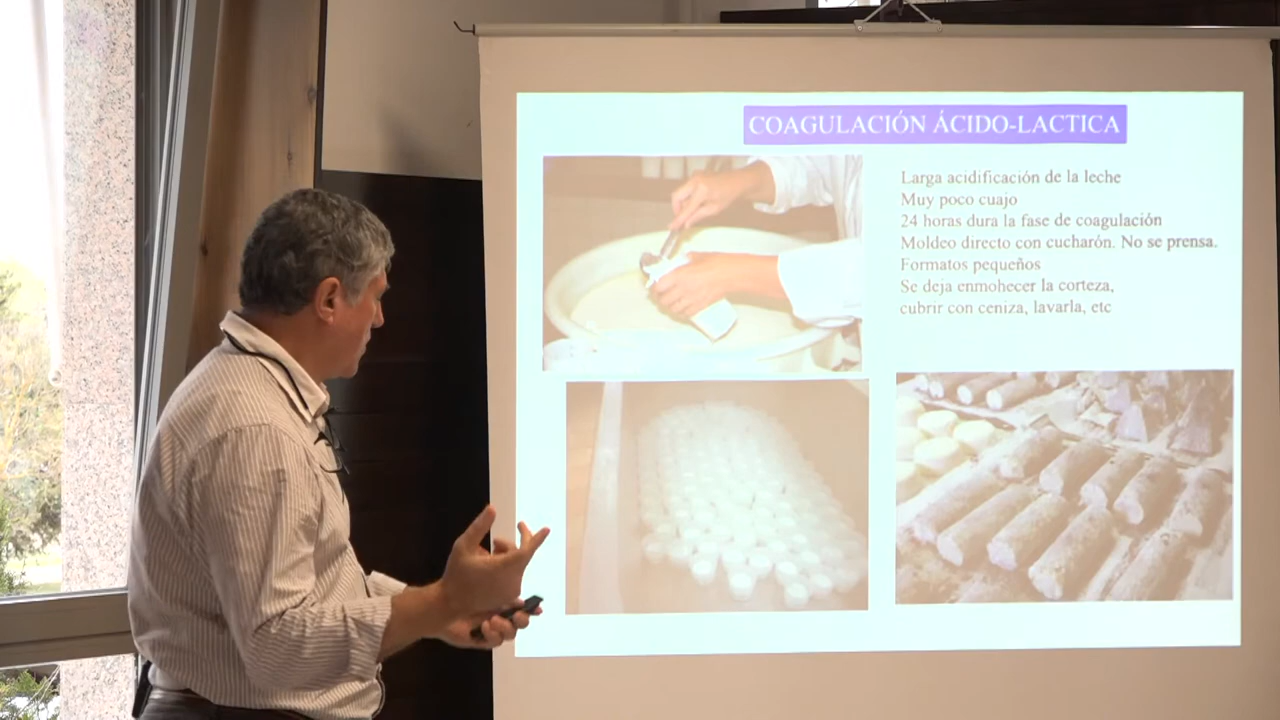 COAGULACIÓN ÁCIDO-LACTICA
Larga acidificación de la leche
Muy poco cuajo
24 horas dura la fase de coagulación
Moldeo directo con cucharón. No se prensa.
Formatos pequeños
Se deja enmohecer la corteza,
cubrir con ceniza, lavarla, etc